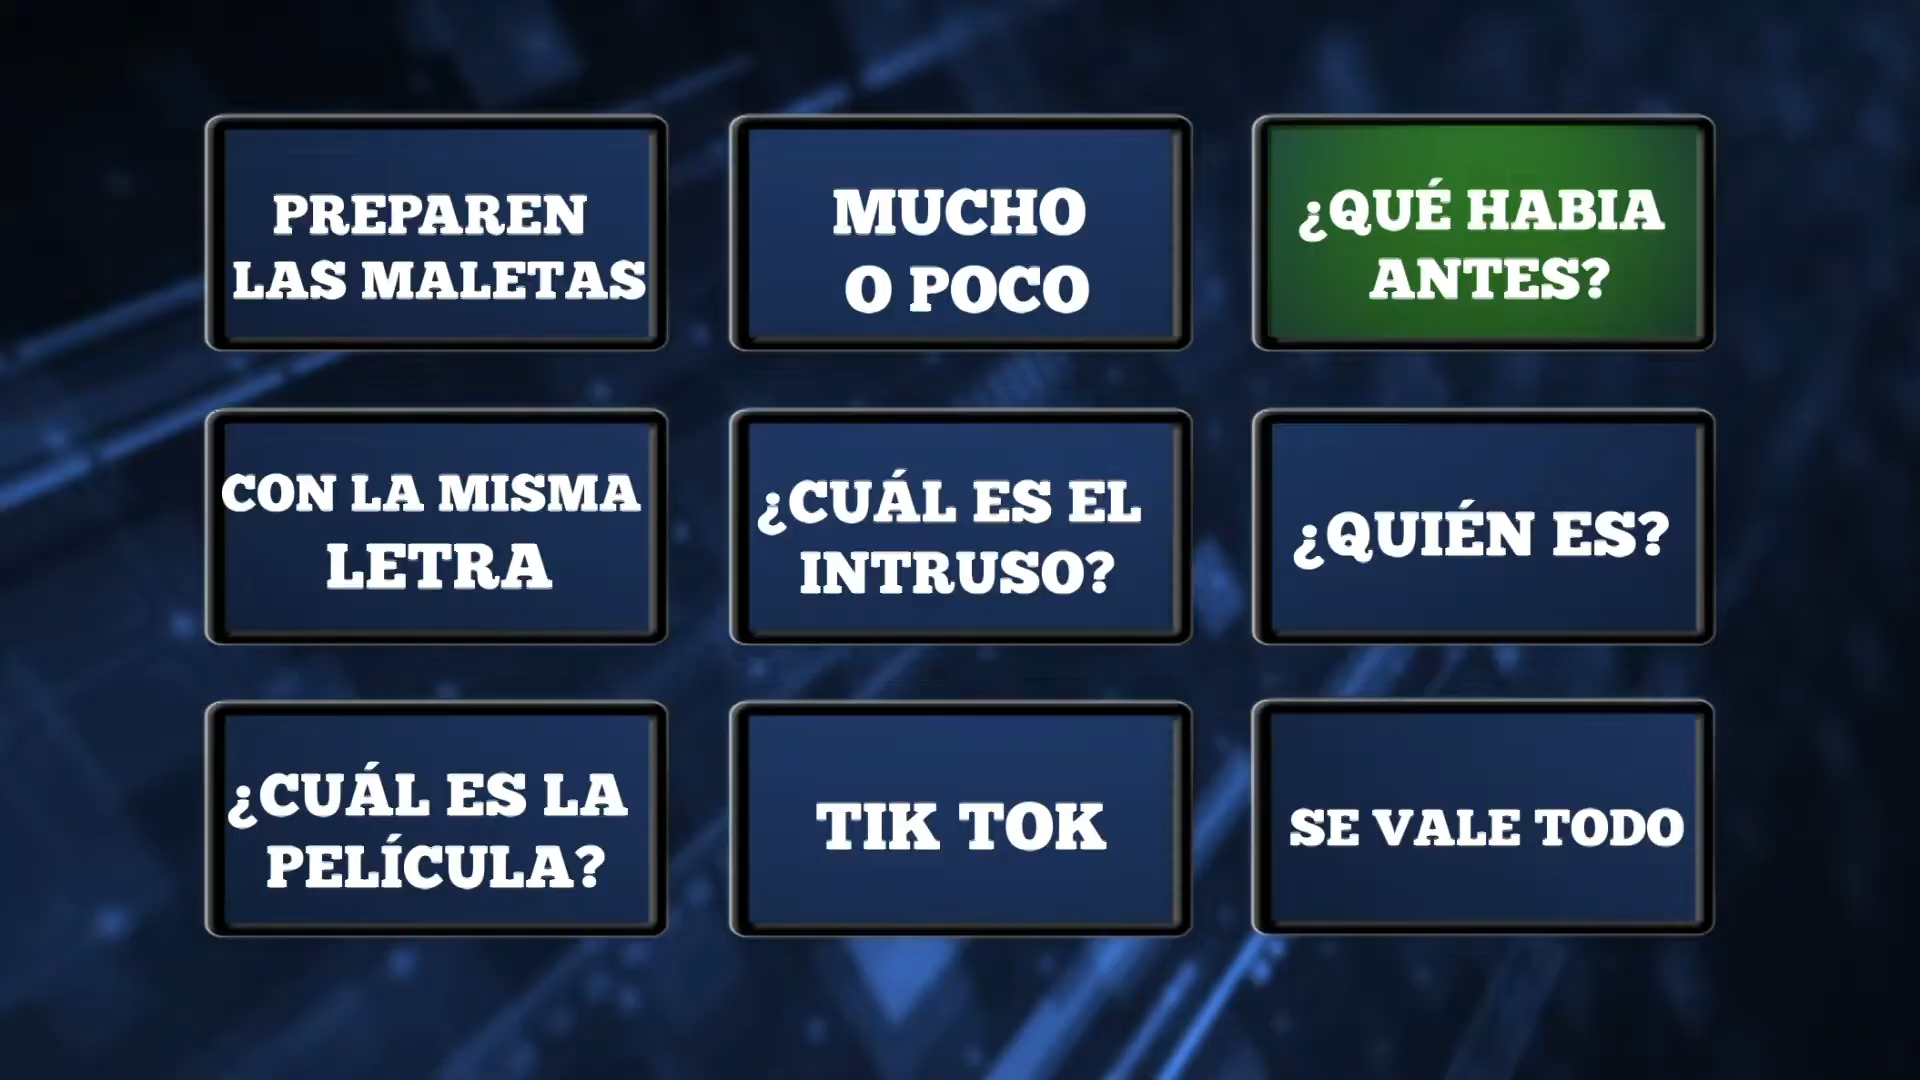 PREPAREN
LAS MALETAS
MUCHO
O POCO
¿QUÉ HABIA
ANTES?
CON LA MISMA
LETRA
¿CUÁL ES EL
INTRUSO?
¿QUIÉN ES?
¿CUÁL ES LA
PELÍCULA?
TIK TOK
SE VALE TODO